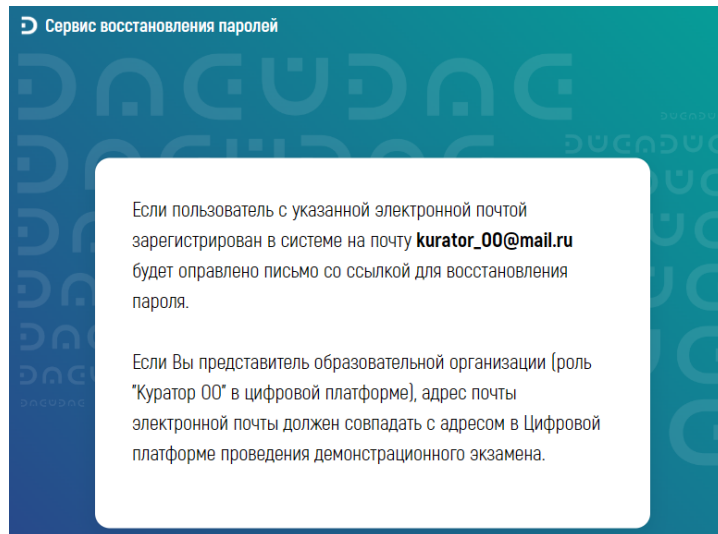 Сервис восстановления паролей
Если пользователь с указанной электронной почтой
зарегистрирован в системе на почту kurator_OO@mail.ru
будет оправлено письмо со ссылкой для восстановления
пароля.
Если Вы представитель образовательной организации (роль
"Куратор ОО" в цифровой платформе), адрес почты
электронной почты должен совпадать с адресом в Цифровой
платформе проведения демонстрационного экзамена.